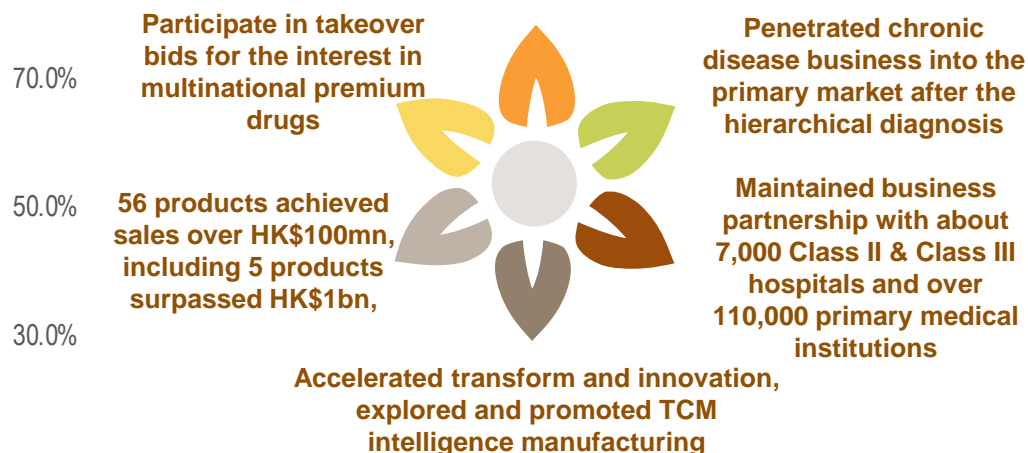 Participate in takeover
bids for the interest in
multinational premium
drugs
Penetrated chronic
disease business into the
primary market after the
hierarchical diagnosis
70.0%
56 products achieved
sales over HK$100mn,
including 5 products
surpassed HK$1bn,
50.0%
Maintained business
partnership with about
7,000 Class II & Class III
hospitals and over
110,000 primary medical
institutions
30.0%
Accelerated transform and innovation,
explored and promoted TCM
intelligence manufacturing